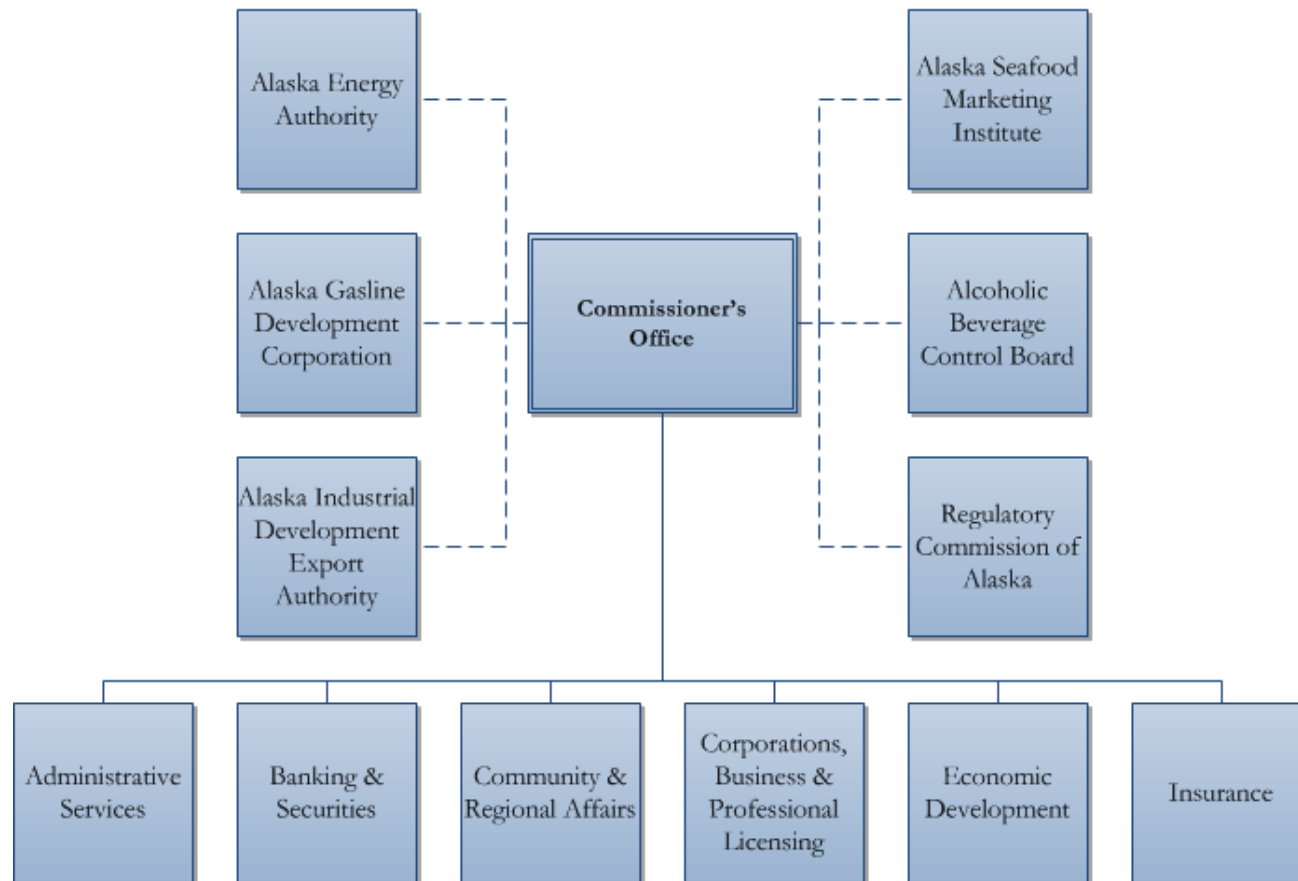 Alaska Energy
Authority
Alaska Seafood
Marketing
Institute
Alaska Gasline
Development
Corporation
Commissioner's
Office
Alcoholic
Beverage
Control Board
Alaska Industrial
Development
Export
Authority
Regulatory
Commission of
Alaska
Administrative
Services
Banking &
Securities
Community &
Regional Affairs
Corporations,
Business &
Professional
Licensing
Economic
Development
Insurance